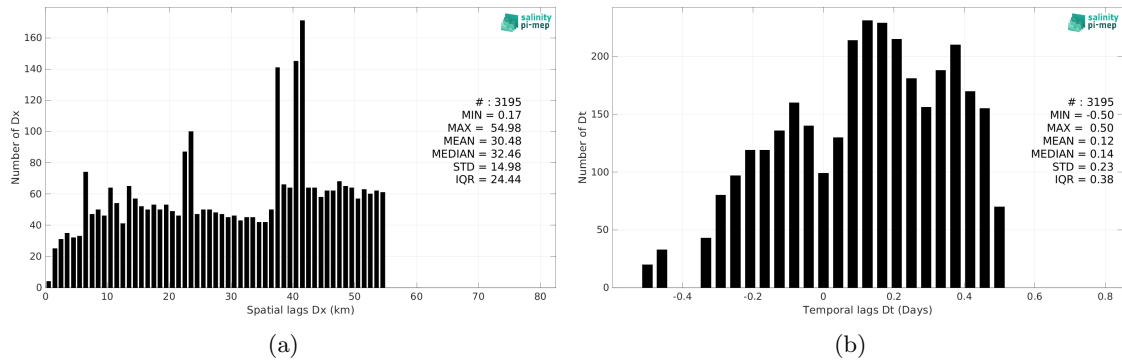 salinity
pi-mep
Number of Dx
160
140
120
100
80
60
40
20
0
# : 3195
MIN = 0.17
MAX = 54.98
MEAN = 30.48
MEDIAN = 32.46
STD = 14.98
IQR = 24.44
0 10 20 30 40 50 60 70 80
Spatial lags Dx (km)
(a)
salinity
pi-mep
Number of Dt
200
150
100
50
0
# : 3195
MIN = -0.50
MAX = 0.50
MEAN = 0.12
MEDIAN = 0.14
STD = 0.23
IQR = 0.38
-0.4 -0.2 0 0.2 0.4 0.6 0.8
Temporal lags Dt (Days)
(b)